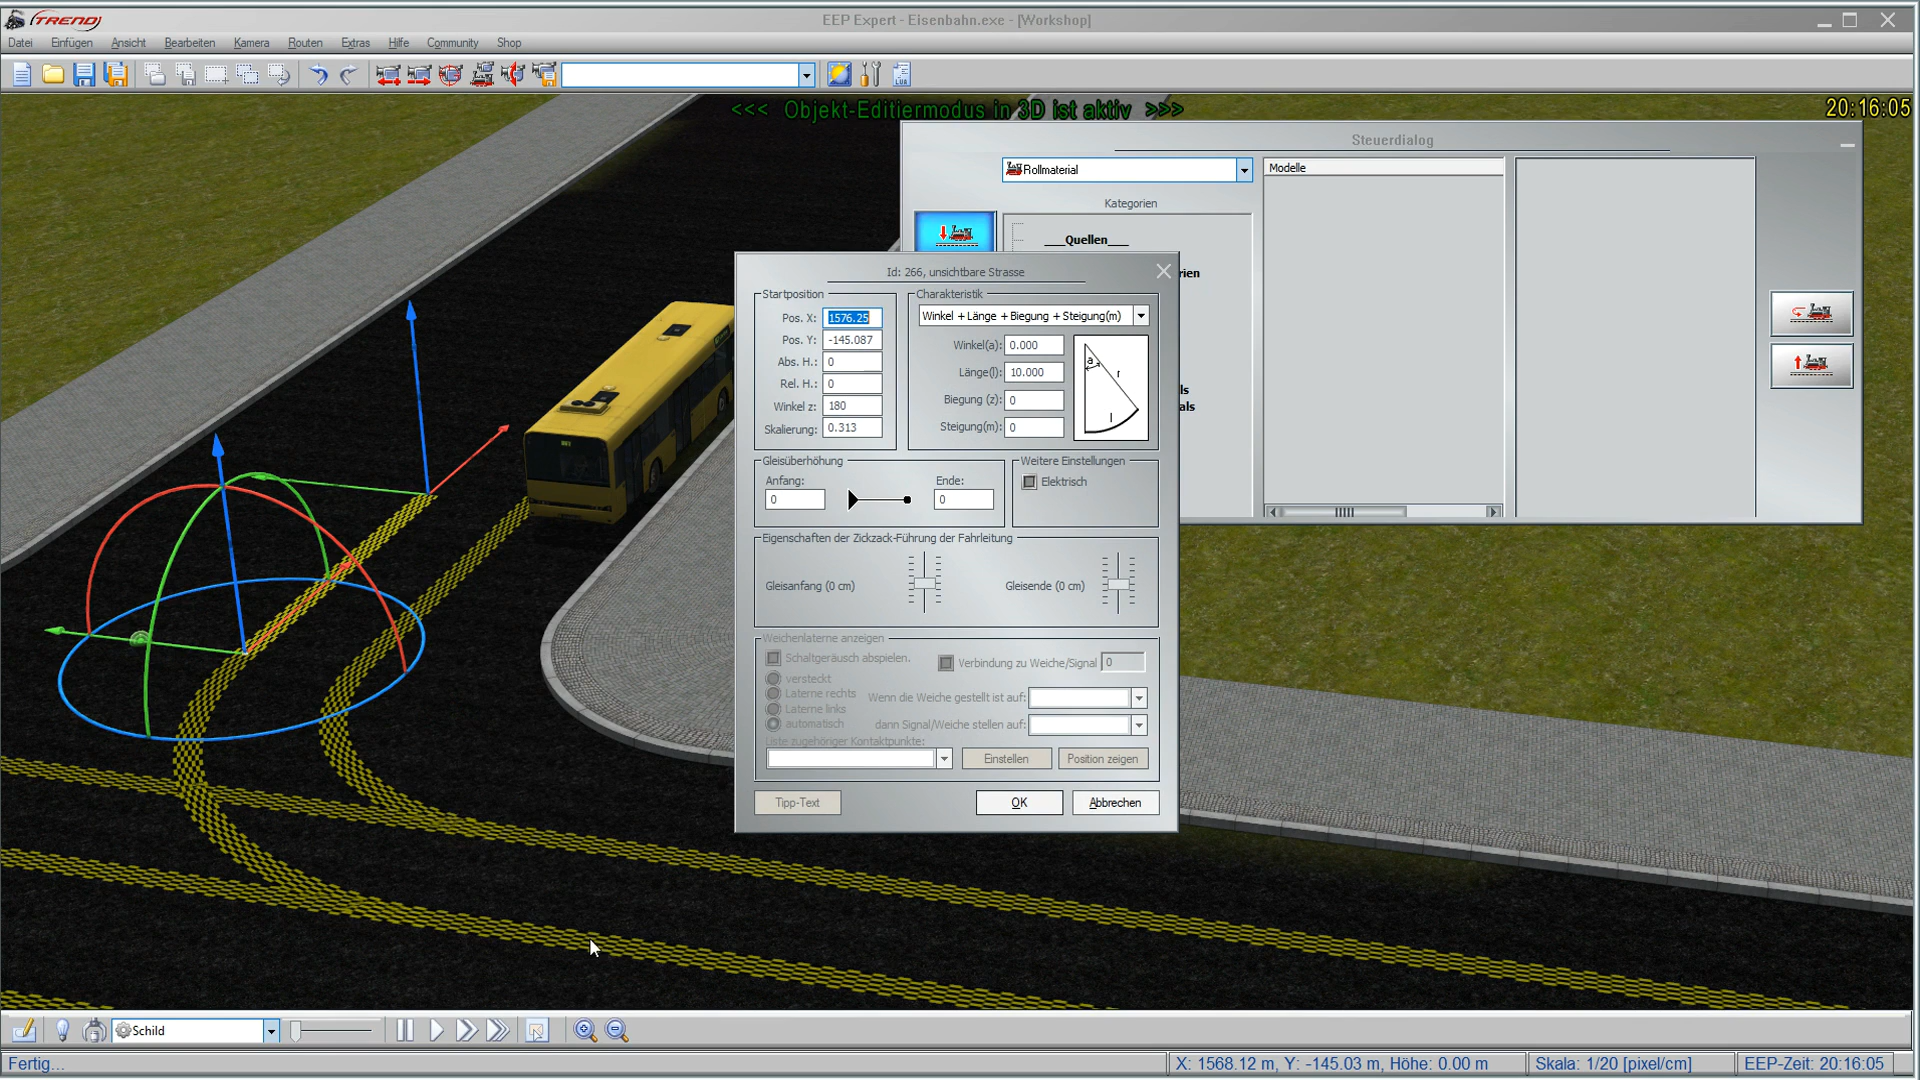 TREND
EEP Expert - Eisenbahn.exe - [Workshop]
Datei Einfügen Ansicht Bearbeiten Kamera Routen Extras Hilfe Community Shop
<<< Objekt-Editiermodus in 3D ist aktiv >>>
20:16:05
Steuerdialog
Rollmaterial
Modelle
Kategorien
___Quellen___
rien
ls
als
Id: 266, unsichtbare Strasse
Startposition
Pos. X: 1576.25
Pos. Y: -145.087
Abs. H.: 0
Rel. H.: 0
Winkel z: 180
Skalierung: 0.313
Charakteristik
Winkel + Länge + Biegung + Steigung(m)
Winkel(a): 0.000
Länge(l): 10.000
Biegung (z): 0
Steigung(m): 0
a
r
l
Gleisüberhöhung
Anfang: Ende:
0 0
Weitere Einstellungen
Elektrisch
Eigenschaften der Zickzack-Führung der Fahrleitung
Gleisanfang (0 cm) Gleisende (0 cm)
Weichenlaterne anzeigen
Schaltgeräusch abspielen.
Verbindung zu Weiche/Signal 0
versteckt
Laterne rechts
Laterne links
automatisch
Wenn die Weiche gestellt ist auf:
dann Signal/Weiche stellen auf:
Liste zugehöriger Kontaktpunkte:
Einstellen Position zeigen
Tipp-Text OK Abbrechen
Schild
Fertig...
X: 1568.12 m, Y: -145.03 m, Höhe: 0.00 m
Skala: 1/20 [pixel/cm]
EEP-Zeit: 20:16:05